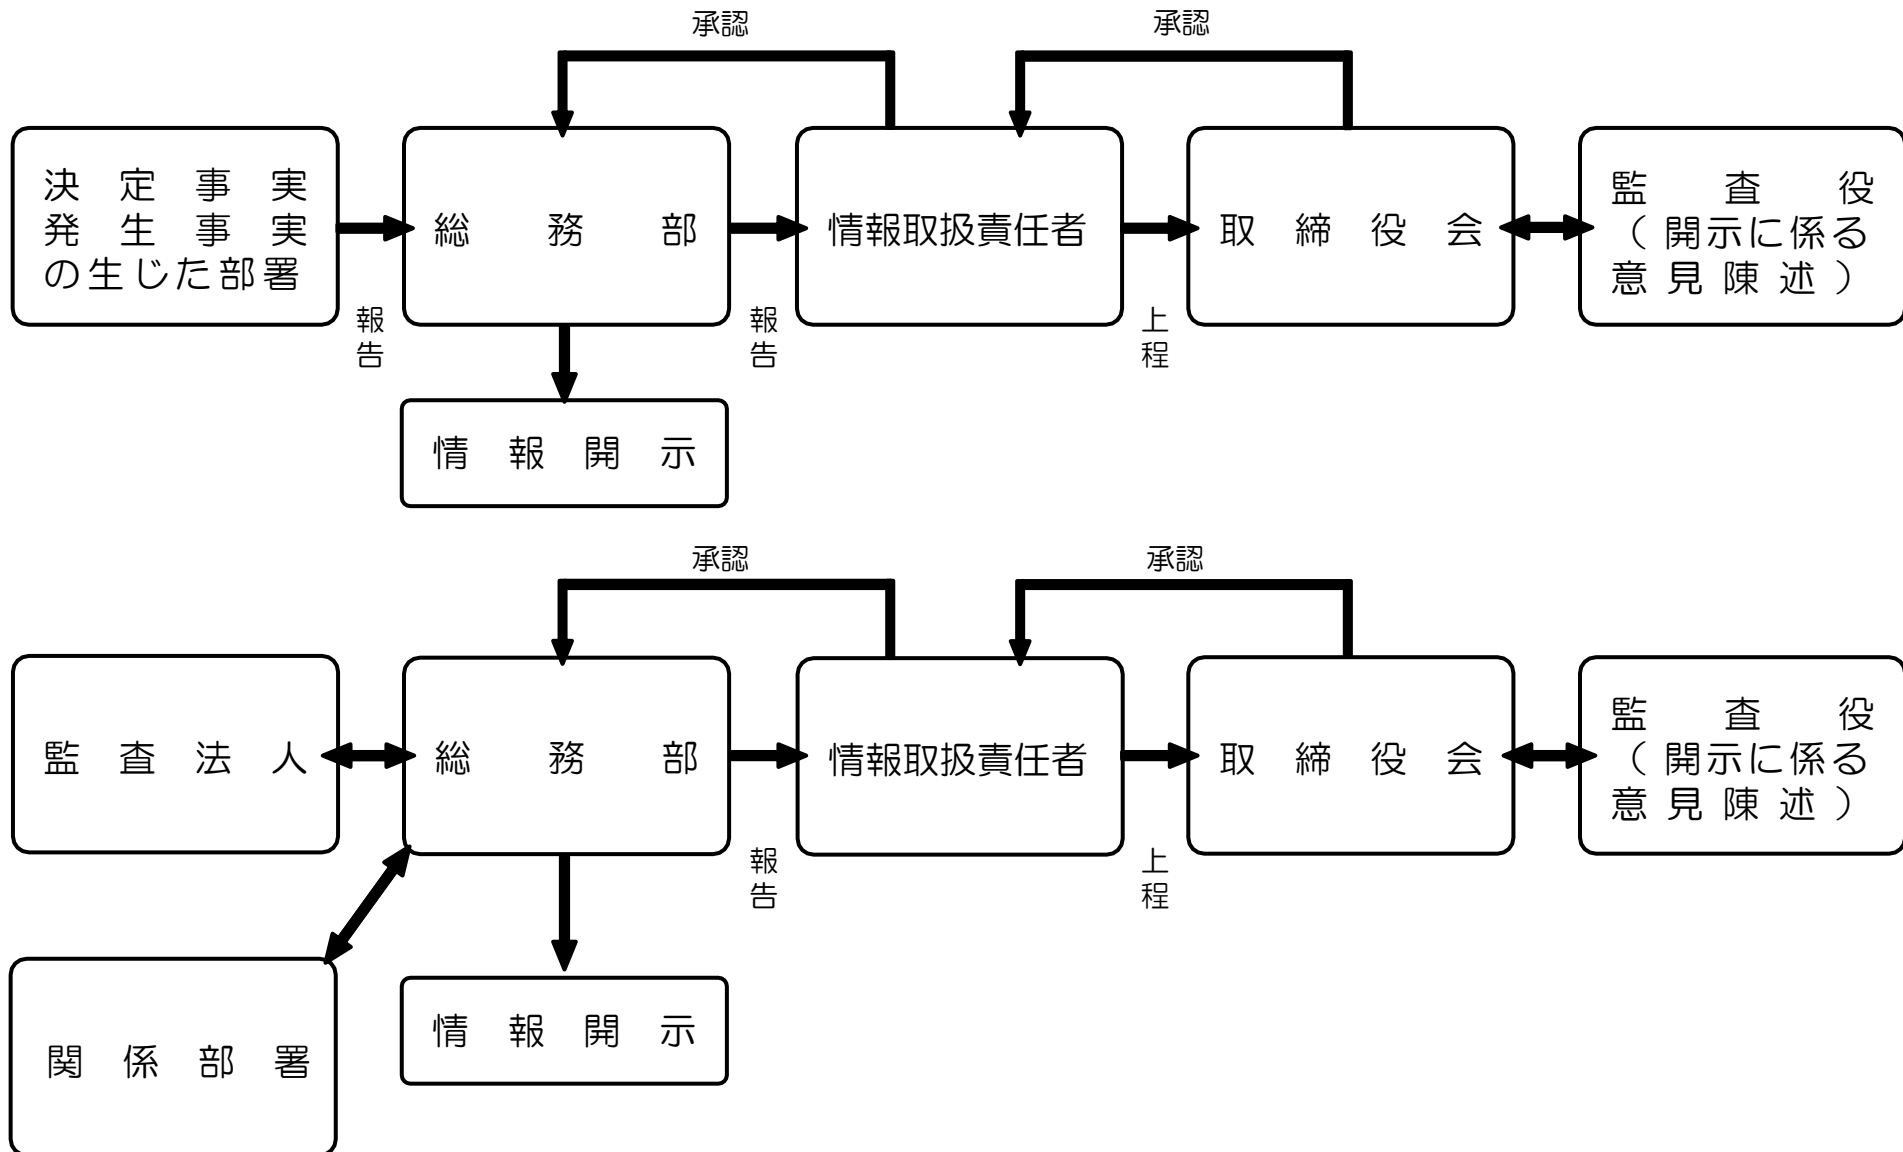 承認
承認
決定事実
発生事実
の生じた部署
総務部
情報取扱責任者
取締役会
監査役
（開示に係る
意見陳述）
報告
報告
上程
情報開示
承認
承認
監査法人
総務部
情報取扱責任者
取締役会
監査役
（開示に係る
意見陳述）
報告
上程
関係部署
情報開示